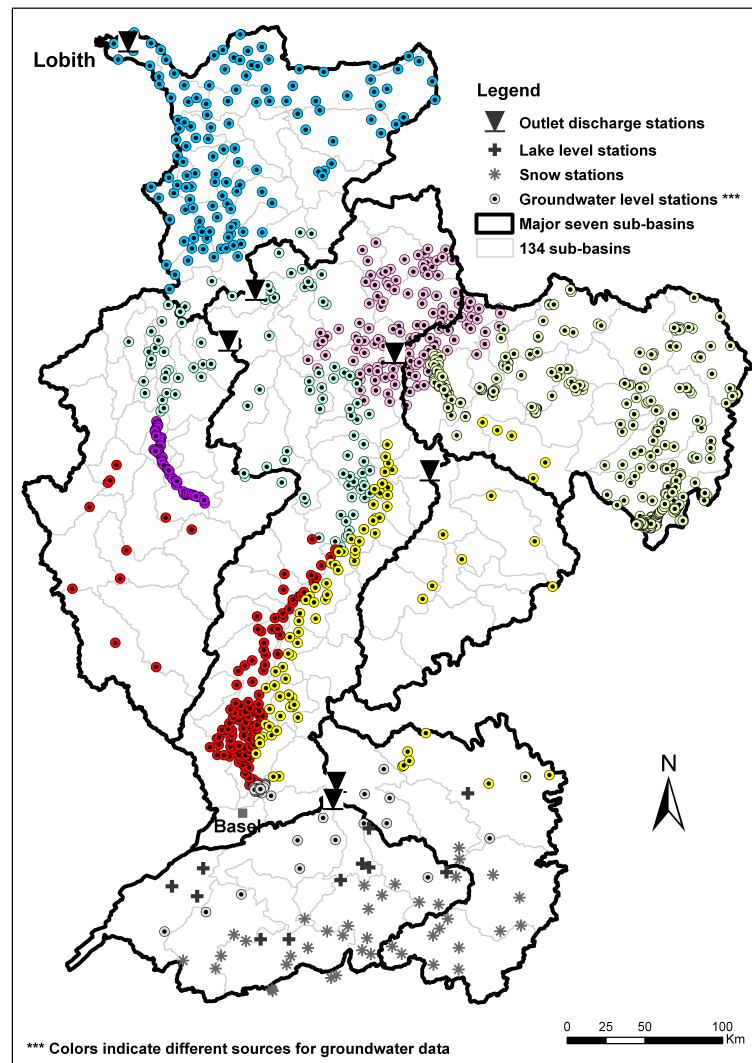 Lobith
Legend
Outlet discharge stations
Lake level stations
Snow stations
Groundwater level stations ***
Major seven sub-basins
134 sub-basins
N
Basel
0 25 50 100
Km
*** Colors indicate different sources for groundwater data